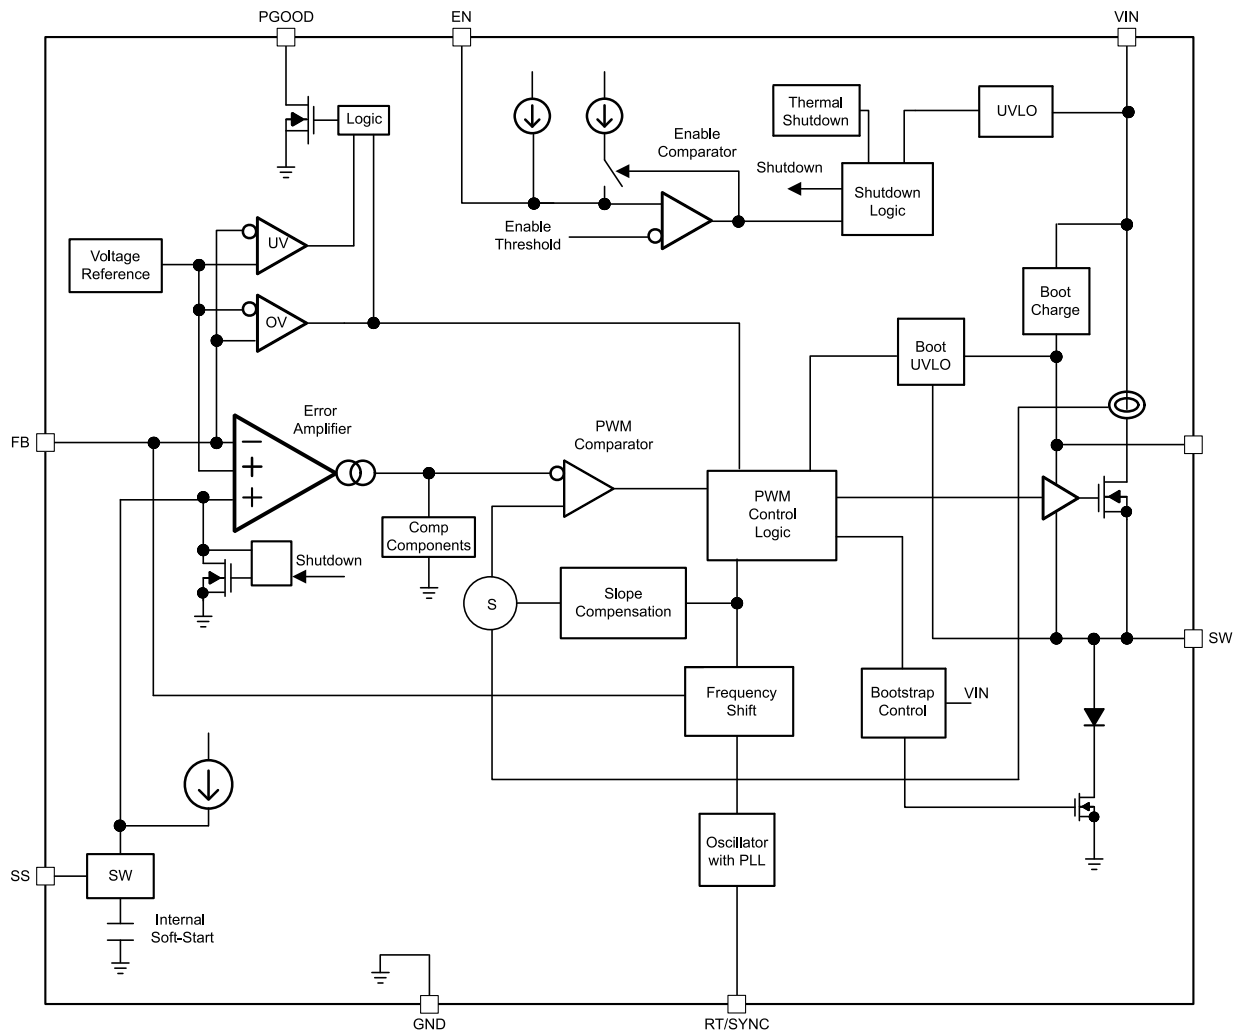 PGOOD
EN
VIN
Logic
Thermal
Shutdown
UVLO
Enable
Comparator
Shutdown
Shutdown
Logic
Enable
Threshold
Voltage
Reference
UV
OV
Boot
Charge
Boot
UVLO
Error
Amplifier
PWM
Comparator
FB
PWM
Control
Logic
Comp
Components
Shutdown
S
Slope
Compensation
SW
Frequency
Shift
Bootstrap
Control
VIN
Oscillator
with PLL
SS
SW
Internal
Soft-Start
GND
RT/SYNC